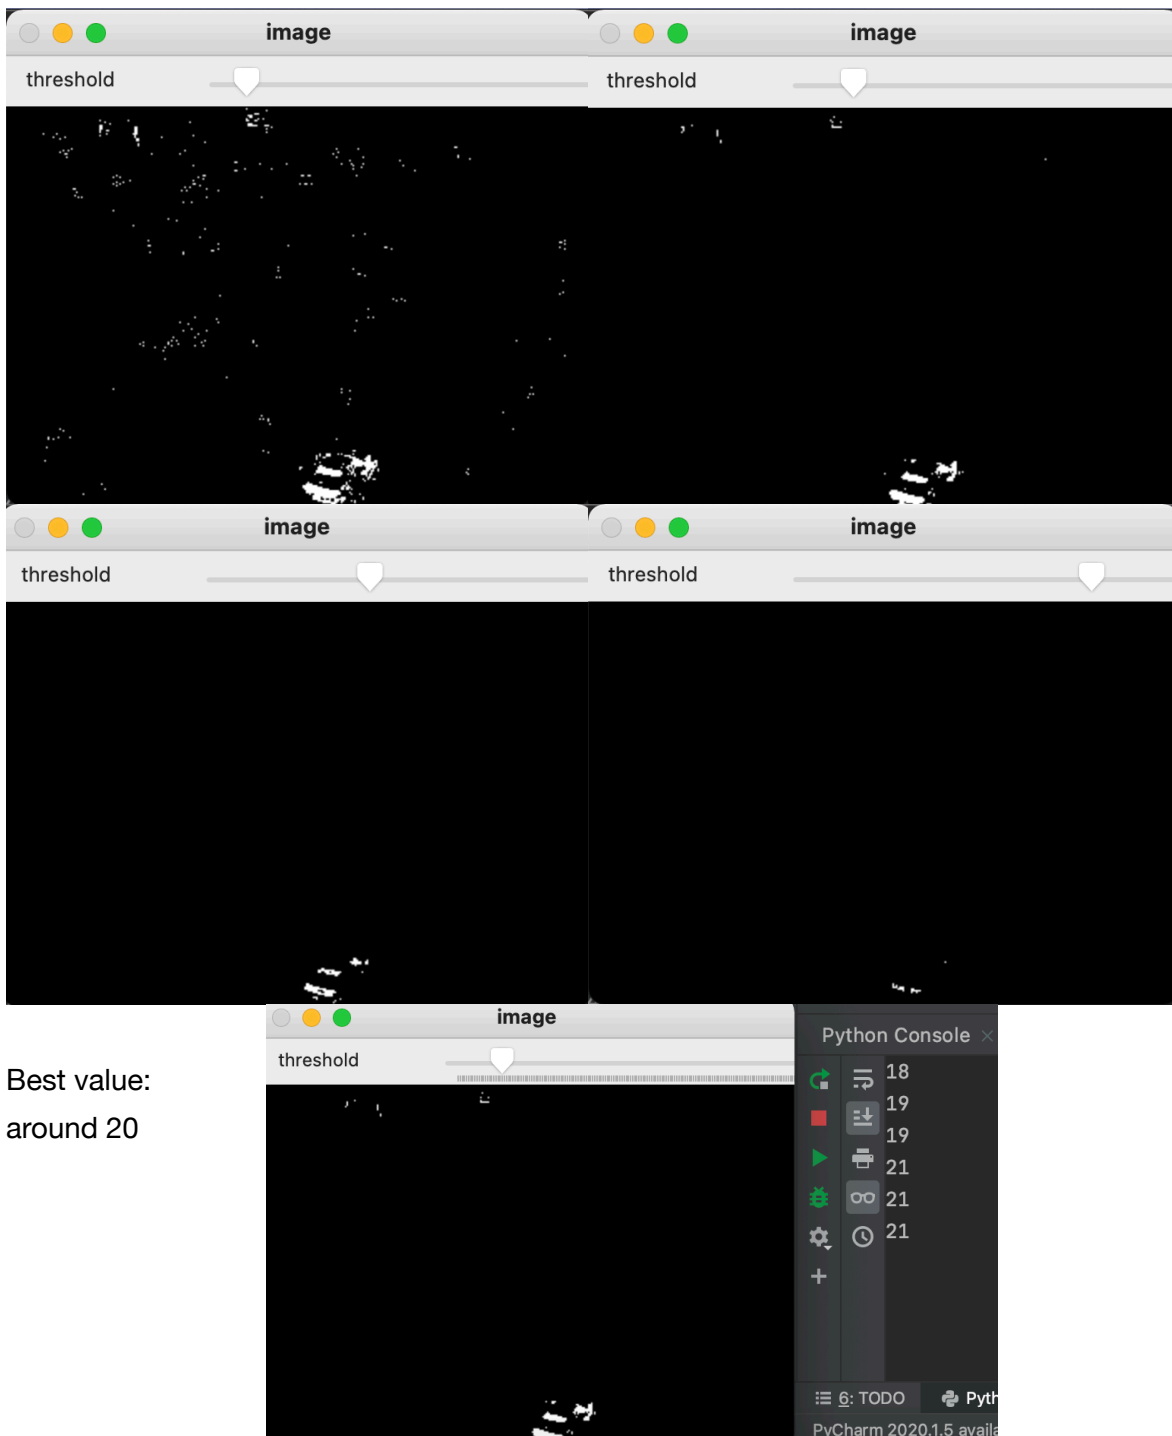 image
threshold
image
threshold
image
threshold
image
threshold
Best value:
around 20
image
threshold
Python Console
18
19
19
21
21
21
6: TODO
Pyth
PyCharm 2020.1.5 availa